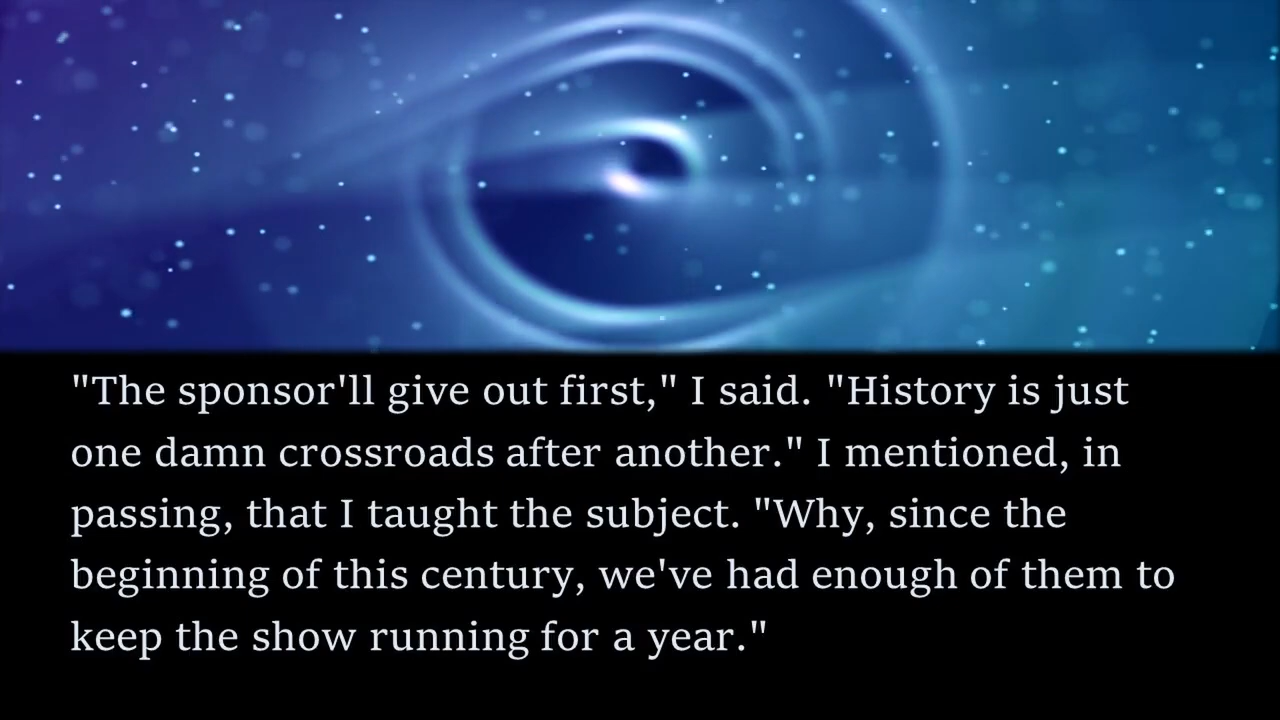 "The sponsor'll give out first," I said. "History is just
one damn crossroads after another." I mentioned, in
passing, that I taught the subject. "Why, since the
beginning of this century, we've had enough of them to
keep the show running for a year."